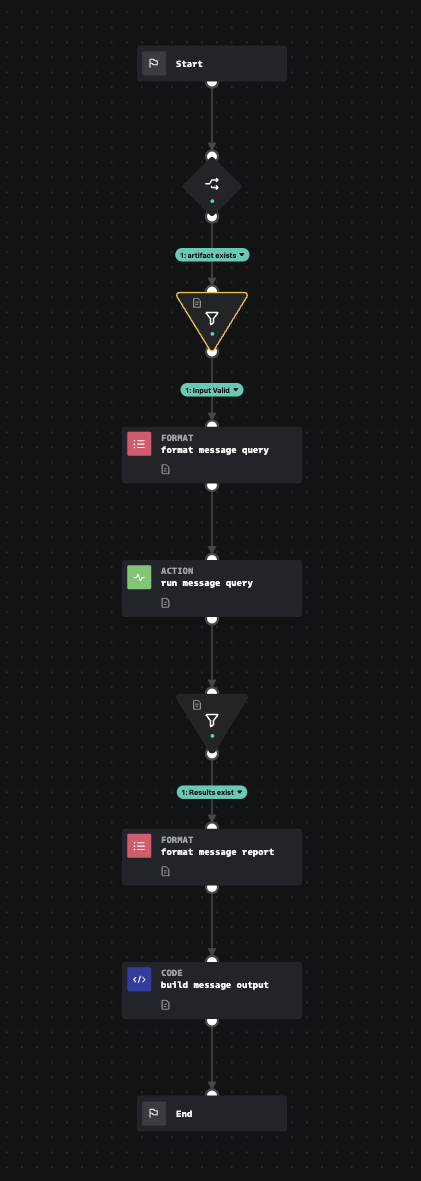 Start
1: artifact exists
1: Input Valid
FORMAT
format message query
ACTION
run message query
1: Results exist
FORMAT
format message report
CODE
build message output
End